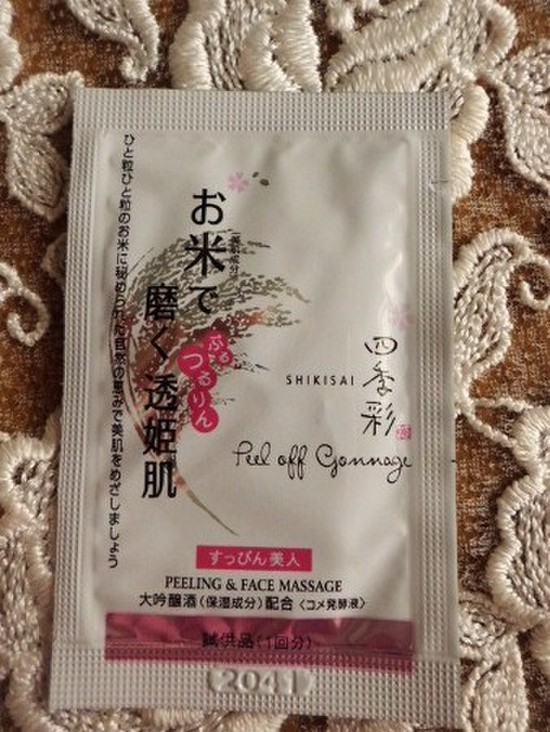 ひと粒ひと粒のお米に秘められた自然の恵みで美肌をめざしましょう
お米で
磨く透姫肌
ぷる
つるりん
四季彩
SHIKISAI
Peel off Gommage
すっぴん美人
PEELING & FACE MASSAGE
大吟醸酒(保湿成分)配合〈コメ発酵液〉
試供品(1回分)
2041